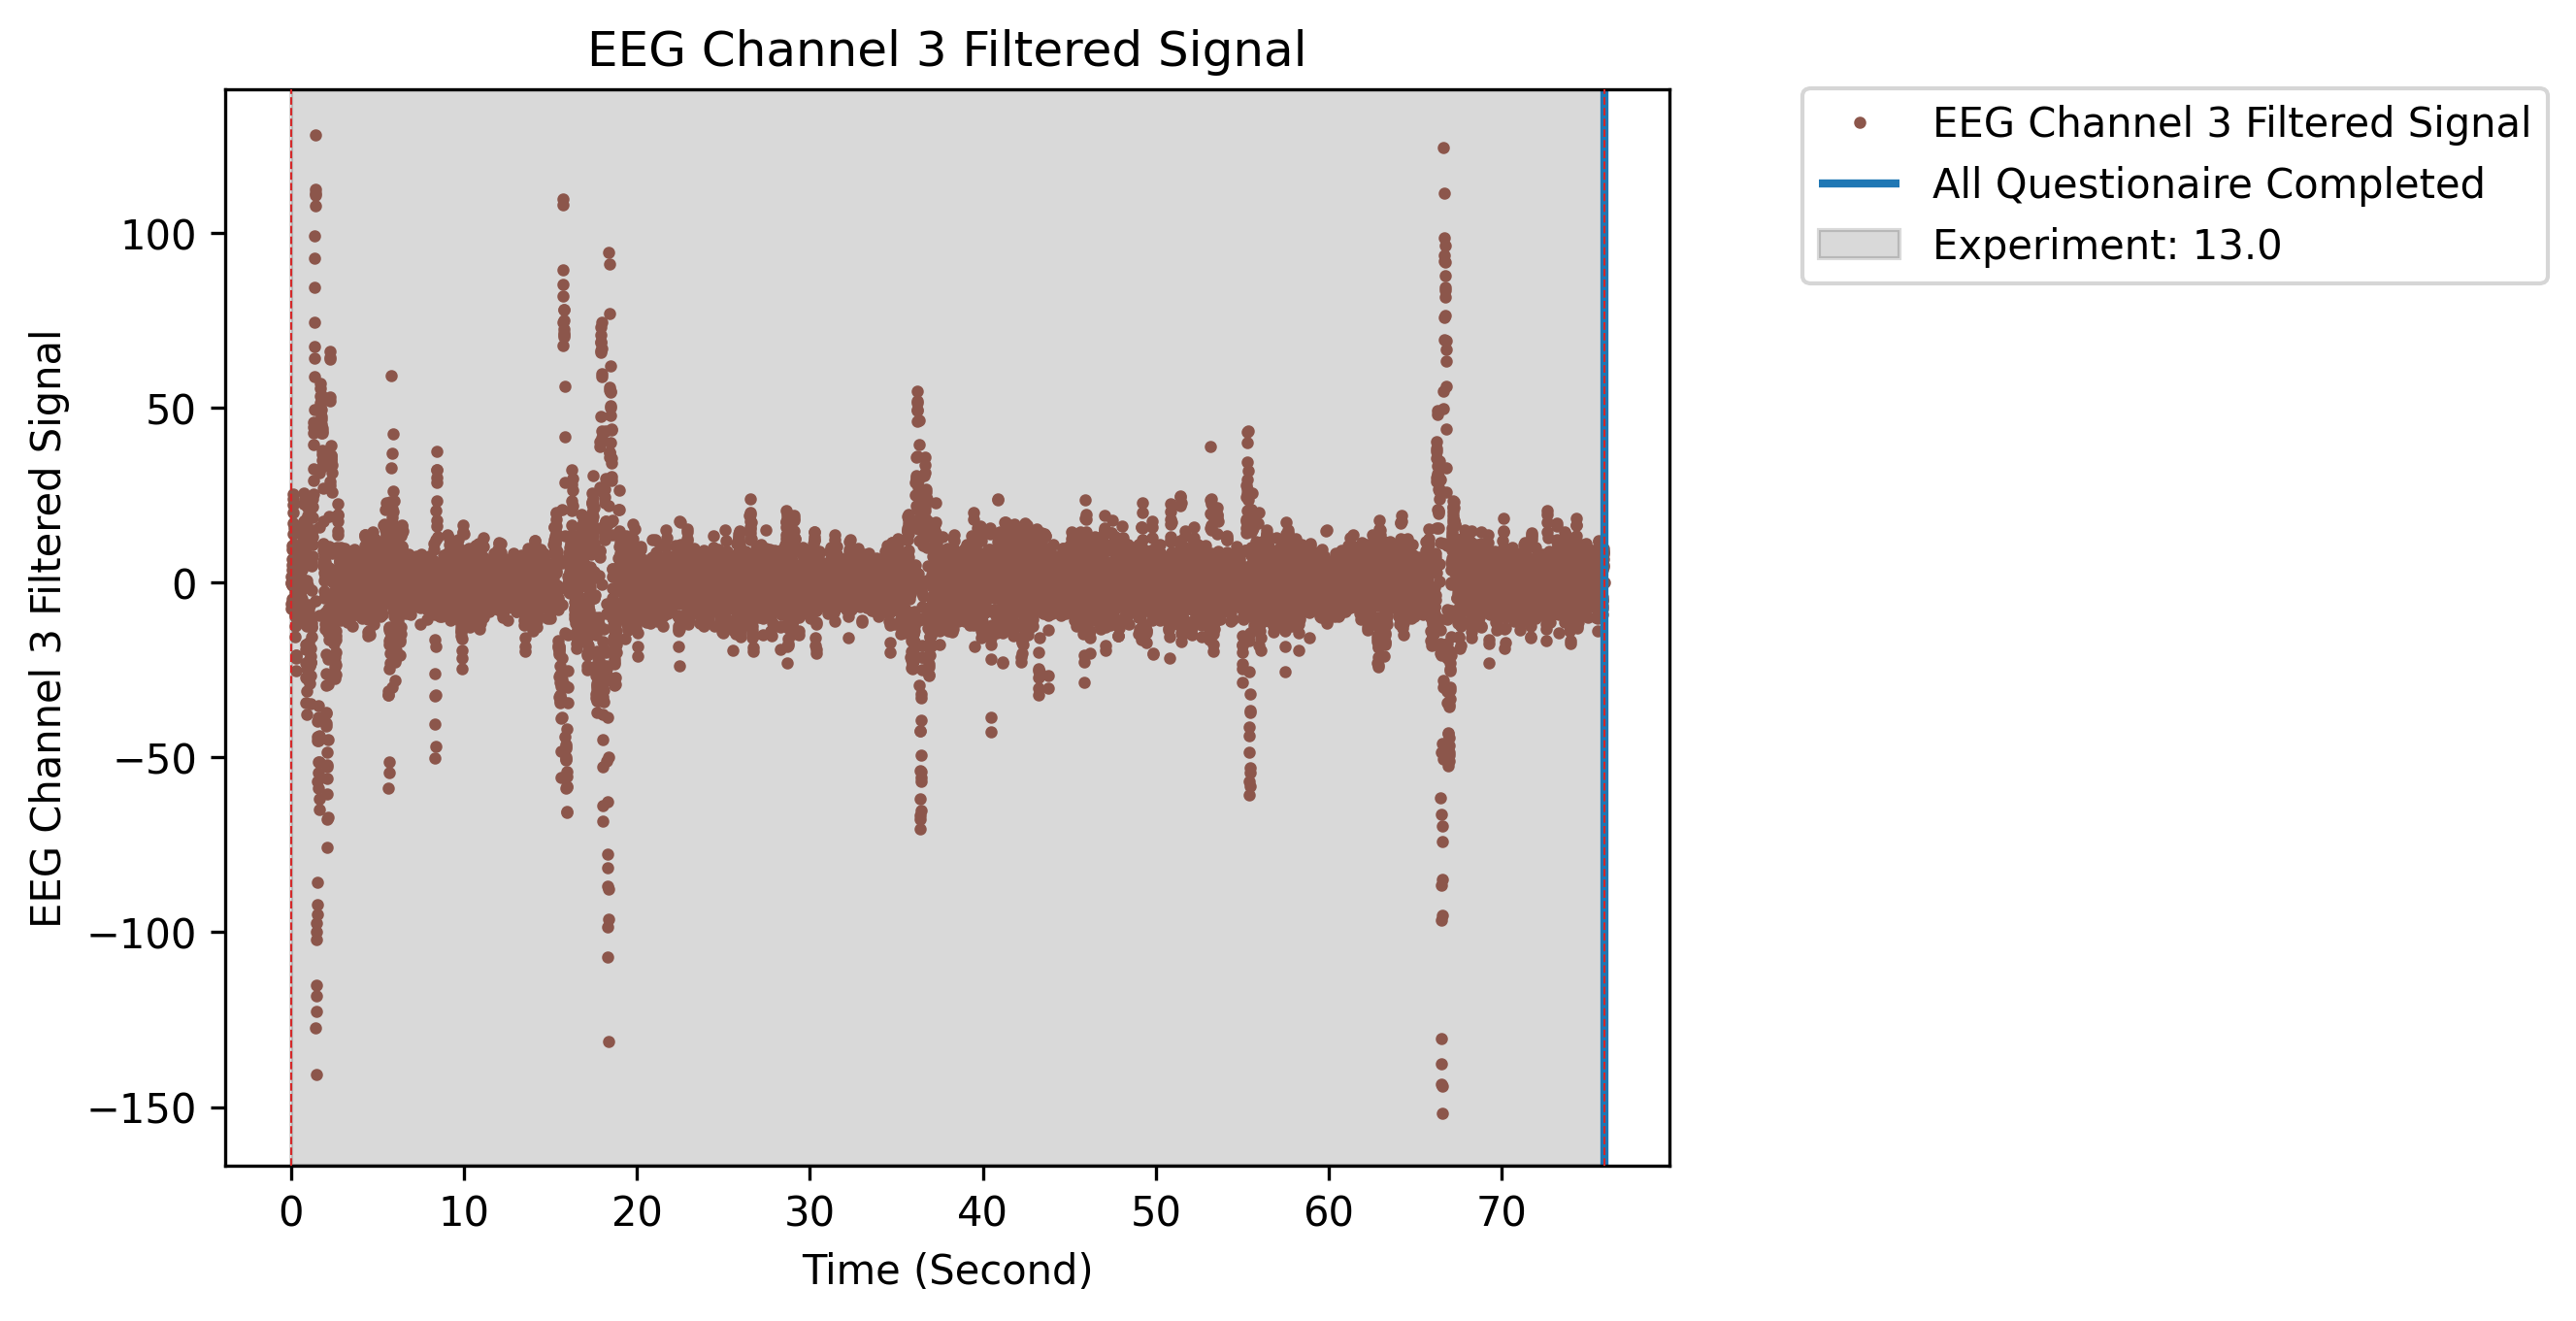 EEG Channel 3 Filtered Signal
EEG Channel 3 Filtered Signal
100
50
0
−50
−100
−150
0 10 20 30 40 50 60 70
Time (Second)
EEG Channel 3 Filtered Signal
All Questionaire Completed
Experiment: 13.0